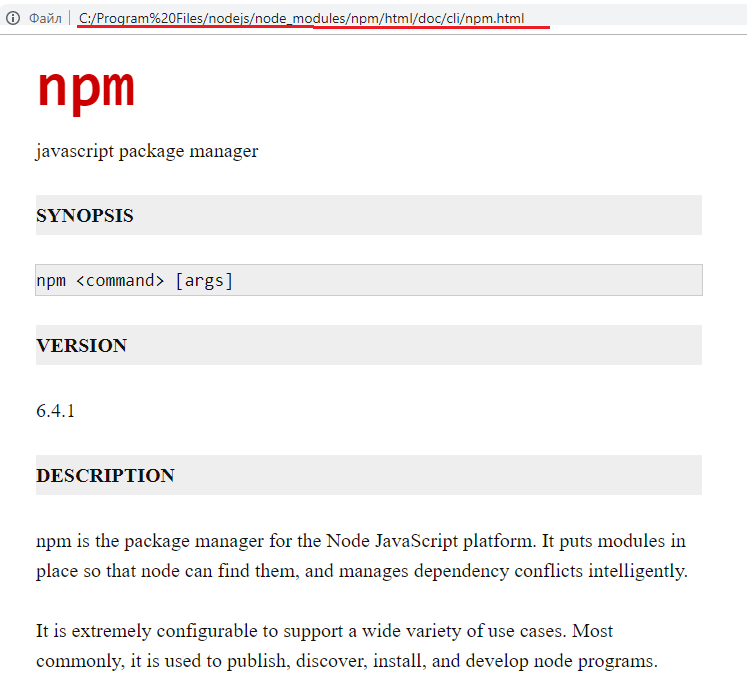 Файл | C:/Program%20Files/nodejs/node_modules/npm/html/doc/cli/npm.html
npm
javascript package manager
SYNOPSIS
npm <command> [args]
VERSION
6.4.1
DESCRIPTION
npm is the package manager for the Node JavaScript platform. It puts modules in
place so that node can find them, and manages dependency conflicts intelligently.
It is extremely configurable to support a wide variety of use cases. Most
commonly, it is used to publish, discover, install, and develop node programs.